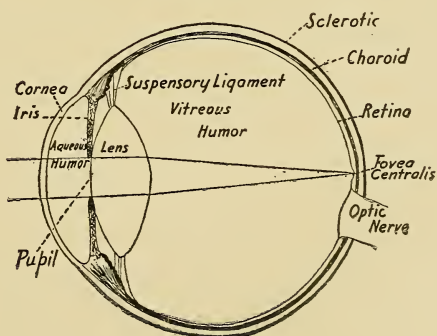 Sclerotic
Choroid
Suspensory Ligament
Cornea
Vitreous
Retina
Iris
Humor
Aqueous
Lens
Humor
Fovea
Centralis
Optic
Nerve
Pupil